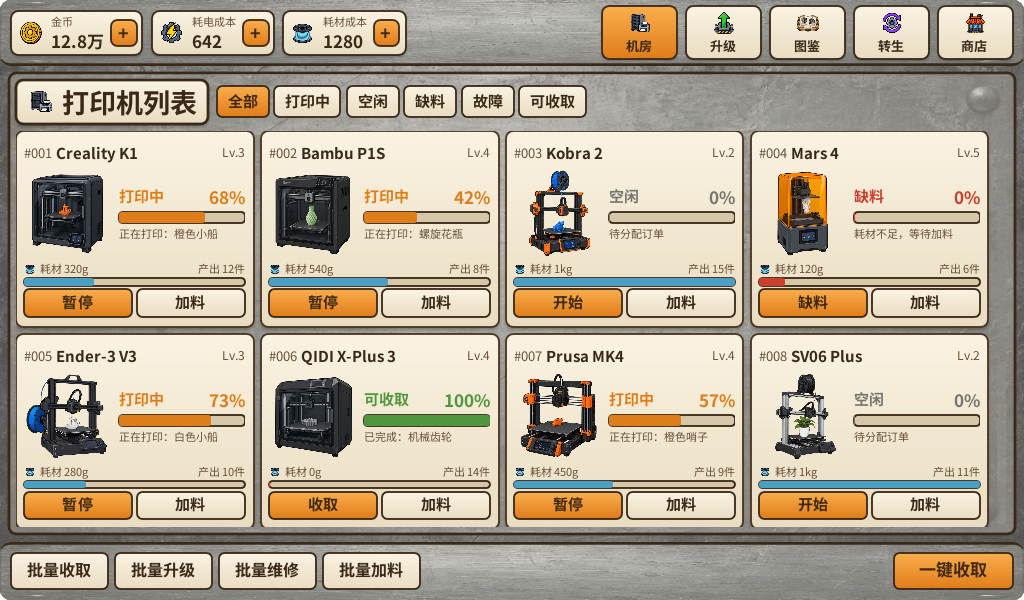 金币
12.8万 +
耗电成本
642 +
耗材成本
1280 +
机房
升级
图鉴
转生
商店
打印机列表
全部
打印中
空闲
缺料
故障
可收取
#001 Creality K1 Lv.3
打印中 68%
正在打印：橙色小船
耗材 320g 产出 12件
暂停 加料
#002 Bambu P1S Lv.4
打印中 42%
正在打印：螺旋花瓶
耗材 540g 产出 8件
暂停 加料
#003 Kobra 2 Lv.2
空闲 0%
待分配订单
耗材 1kg 产出 15件
开始 加料
#004 Mars 4 Lv.5
缺料 0%
耗材不足，等待加料
耗材 120g 产出 6件
缺料 加料
#005 Ender-3 V3 Lv.3
打印中 73%
正在打印：白色小船
耗材 280g 产出 10件
暂停 加料
#006 QIDI X-Plus 3 Lv.4
可收取 100%
已完成：机械齿轮
耗材 0g 产出 14件
收取 加料
#007 Prusa MK4 Lv.4
打印中 57%
正在打印：橙色哨子
耗材 450g 产出 9件
暂停 加料
#008 SV06 Plus Lv.2
空闲 0%
待分配订单
耗材 1kg 产出 11件
开始 加料
批量收取
批量升级
批量维修
批量加料
一键收取